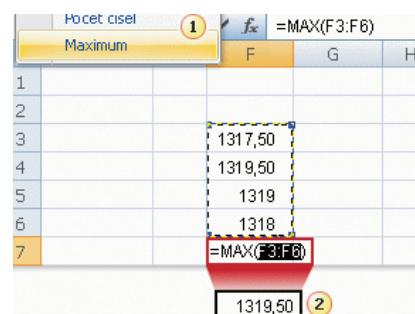 Pocet cisel
1
fx =MAX(F3:F6)
Maximum
F G H
1
2
3 1317,50
4 1319,50
5 1319
6 1318
7 =MAX(F3:F6)
1319,50 2